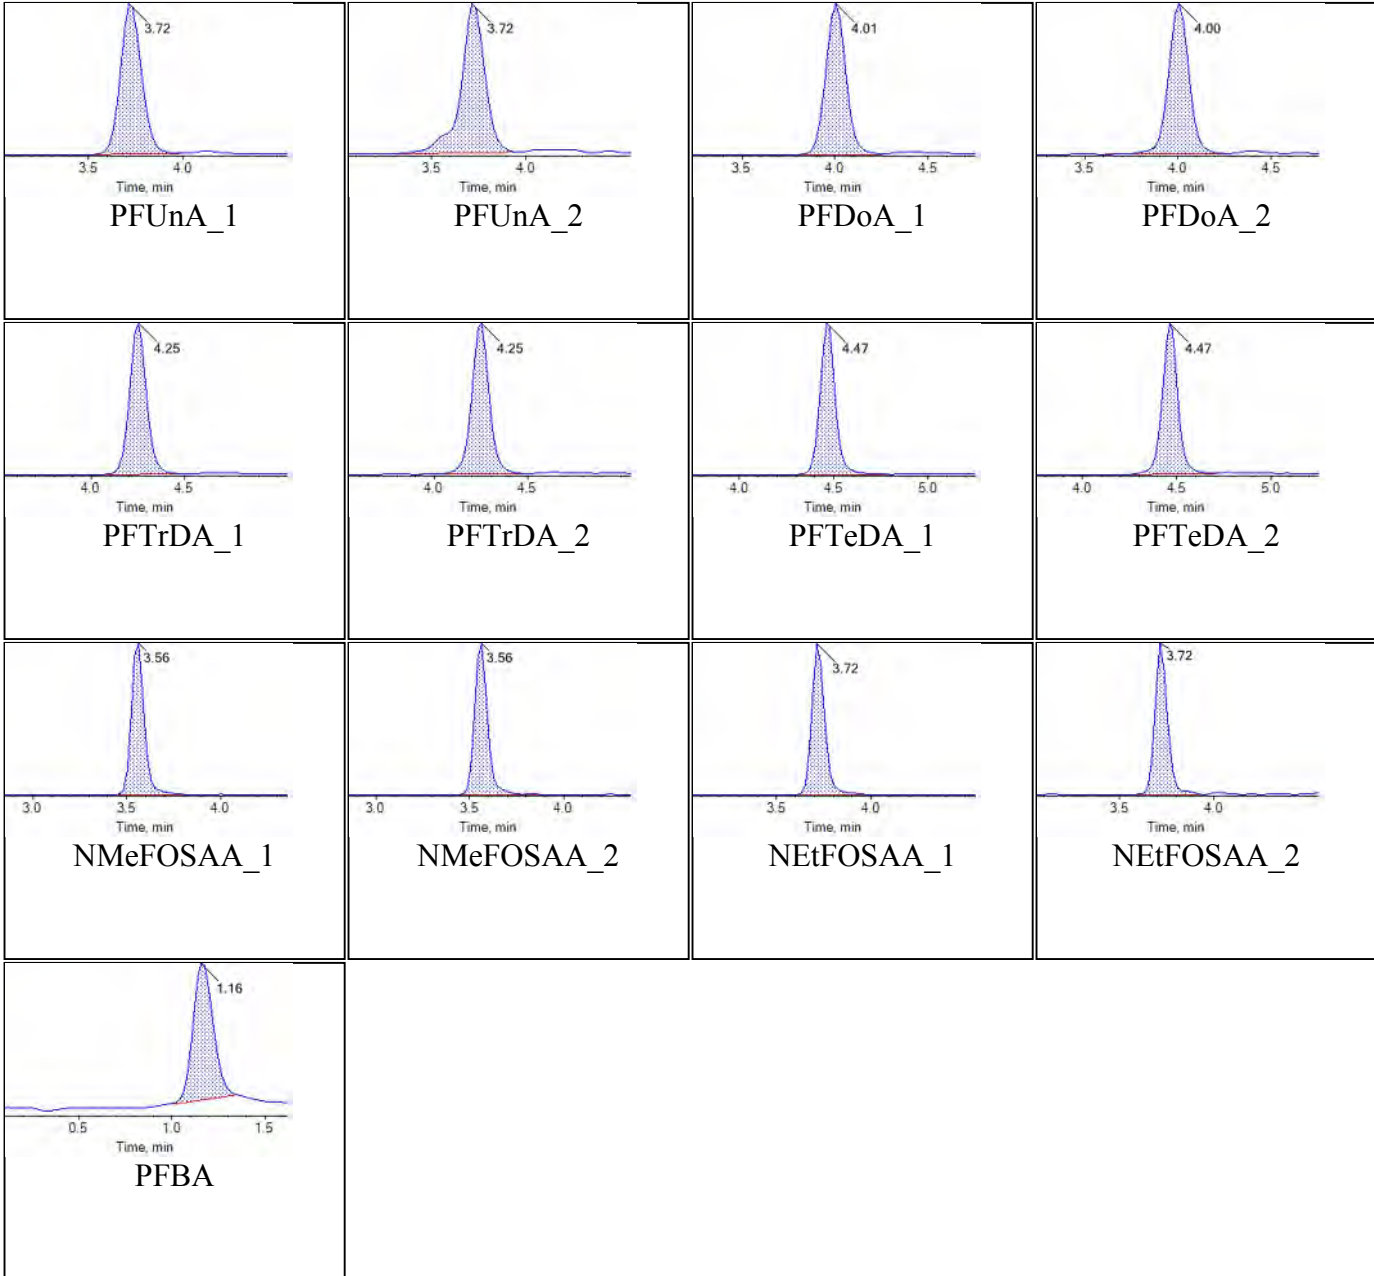 3.72
3.5 4.0
Time, min
PFUnA_1
3.72
3.5 4.0
Time, min
PFUnA_2
4.01
3.5 4.0 4.5
Time, min
PFDoA_1
4.00
3.5 4.0 4.5
Time, min
PFDoA_2
4.25
4.0 4.5
Time, min
PFTrDA_1
4.25
4.0 4.5
Time, min
PFTrDA_2
4.47
4.0 4.5 5.0
Time, min
PFTeDA_1
4.47
4.0 4.5 5.0
Time, min
PFTeDA_2
3.56
3.0 3.5 4.0
Time, min
NMeFOSAA_1
3.56
3.0 3.5 4.0
Time, min
NMeFOSAA_2
3.72
3.5 4.0
Time, min
NEtFOSAA_1
3.72
3.5 4.0
Time, min
NEtFOSAA_2
1.16
0.5 1.0 1.5
Time, min
PFBA